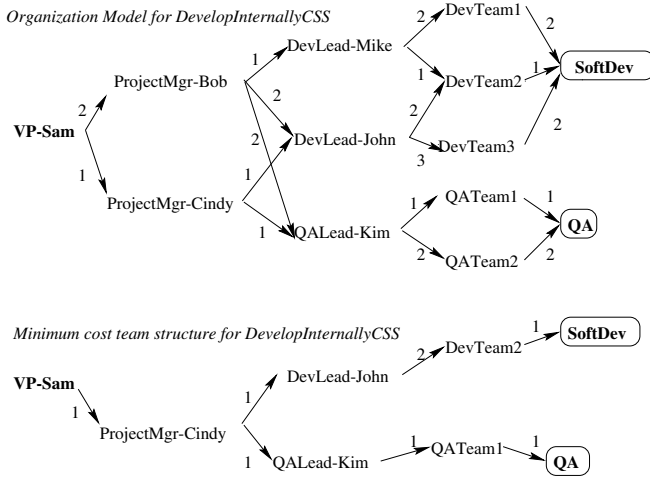 Organization Model for DevelopInternallyCSS
DevTeam1
2
2
1
DevLead-Mike
1
SoftDev
ProjectMgr-Bob
1
DevTeam2
2
2
VP-Sam
2
DevLead-John
2
2
3
DevTeam3
1
1
ProjectMgr-Cindy
1
QATeam1
1
1
QALead-Kim
QA
2
QATeam2
2
Minimum cost team structure for DevelopInternallyCSS
1
SoftDev
DevTeam2
VP-Sam
DevLead-John
2
1
1
ProjectMgr-Cindy
1
QATeam1
1
1
QALead-Kim
QA